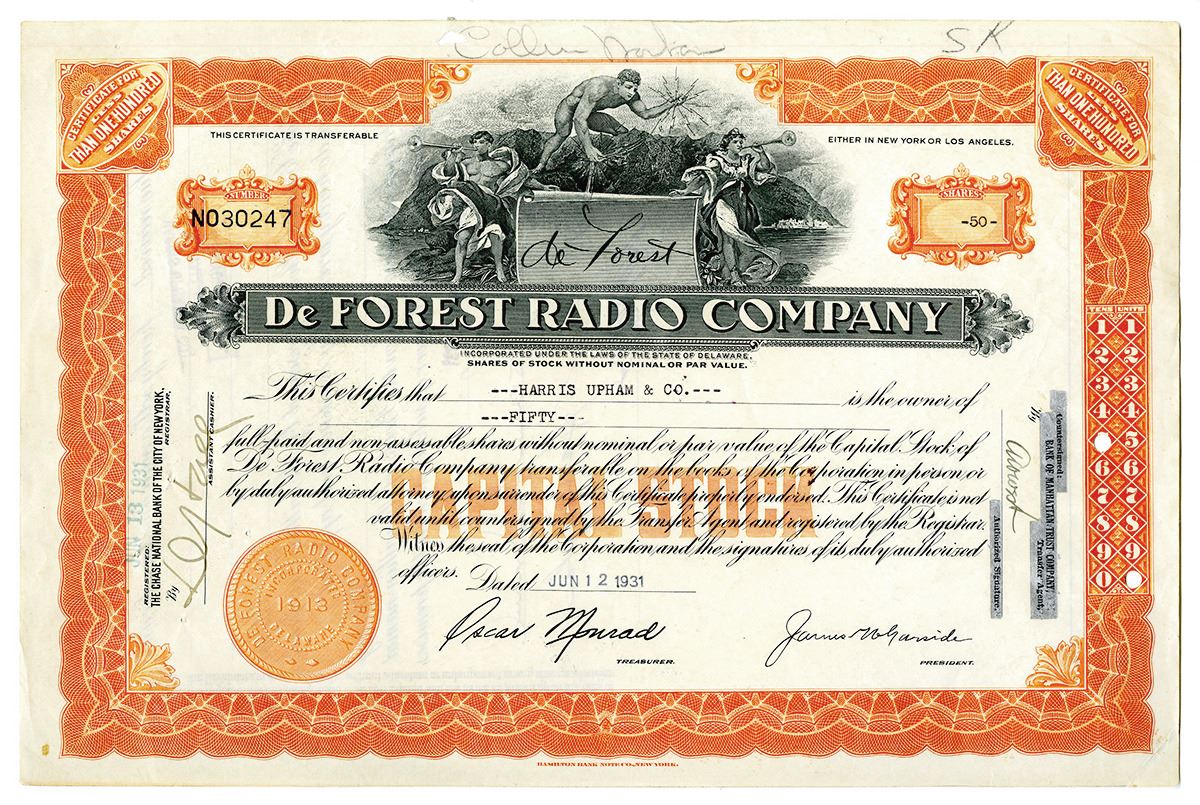 SK
CERTIFICATE FOR
LESS
THAN ONE HUNDRED
SHARES
CERTIFICATE FOR
LESS
THAN ONE HUNDRED
SHARES
THIS CERTIFICATE IS TRANSFERABLE
EITHER IN NEW YORK OR LOS ANGELES.
NUMBER
NO30247
SHARES
-50-
de Forest
De FOREST RADIO COMPANY
INCORPORATED UNDER THE LAWS OF THE STATE OF DELAWARE.
SHARES OF STOCK WITHOUT NOMINAL OR PAR VALUE.
This Certifies that ---HARRIS UPHAM & CO.--- is the owner of
---FIFTY---
full-paid and non-assessable shares without nominal or par value of the Capital Stock of
De Forest Radio Company transferable on the books of the Corporation in person or
by duly authorized attorney upon surrender of this Certificate properly endorsed. This Certificate is not
valid until countersigned by the Transfer Agent and registered by the Registrar.
Witness the seal of the Corporation and the signatures of its duly authorized
officers. Dated JUN 12 1931
CAPITAL STOCK
Oscar Monrad
TREASURER.
James W Garside
PRESIDENT.
DE FOREST RADIO COMPANY
INCORPORATED
1913
DELAWARE
REGISTERED:
JUN 13 1931
THE CHASE NATIONAL BANK OF THE CITY OF NEW YORK,
REGISTRAR,
By
ASSISTANT CASHIER.
Countersigned:
BANK OF MANHATTAN TRUST COMPANY,
Transfer Agent,
By
Authorized Signature.
TENS UNITS
1 1
2 2
3 3
4 4
5
6 6
7 7
8 8
9 9
0
HAMILTON BANK NOTE CO., NEW YORK.